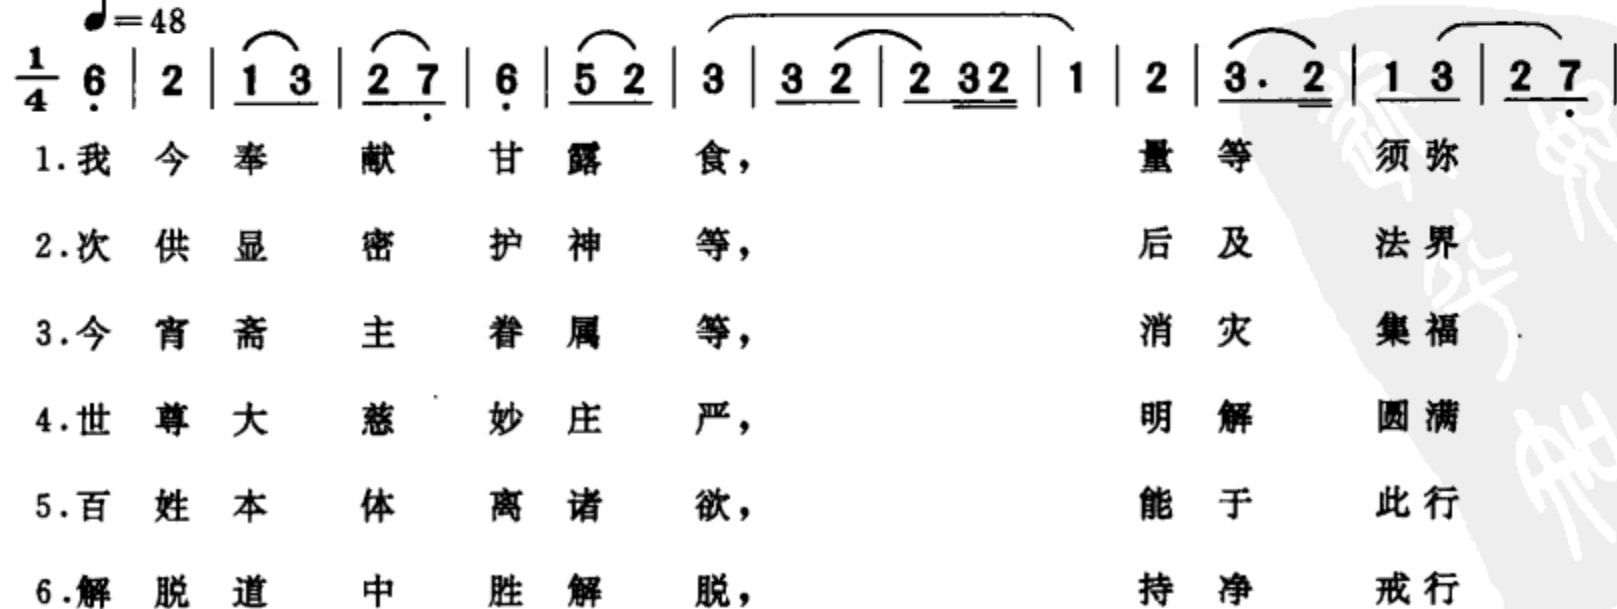 ♩=48
1/4 6̣ | 2 | 1 3 | 2 7̣ | 6̣ | 5 2 | 3 | 3 2 | 2 32 | 1 | 2 | 3. 2 | 1 3 | 2 7̣ |
1.我 今 奉 献 甘 露 食， 量 等 须 弥
2.次 供 显 密 护 神 等， 后 及 法 界
3.今 宵 斋 主 眷 属 等， 消 灾 集 福
4.世 尊 大 慈 妙 庄 严， 明 解 圆 满
5.百 姓 本 体 离 诸 欲， 能 于 此 行
6.解 脱 道 中 胜 解 脱， 持 净 戒 行